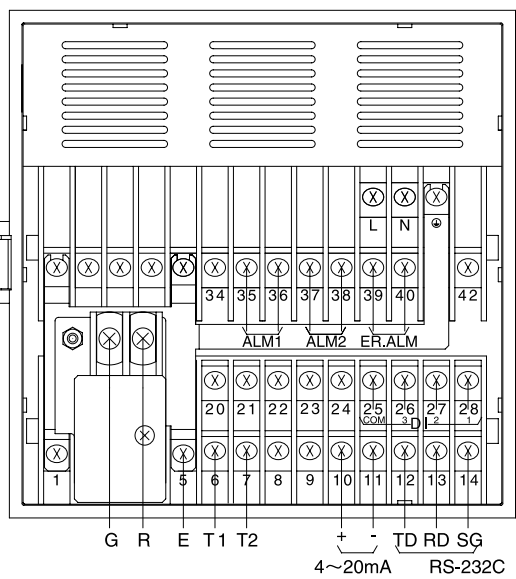 L N ⏚
34 35 36 37 38 39 40 42
ALM1 ALM2 ER.ALM
20 21 22 23 24 25 26 27 28
COM 3 DI 2 1
1 5 6 7 8 9 10 11 12 13 14
G R E T1 T2 + - TD RD SG
4～20mA RS-232C